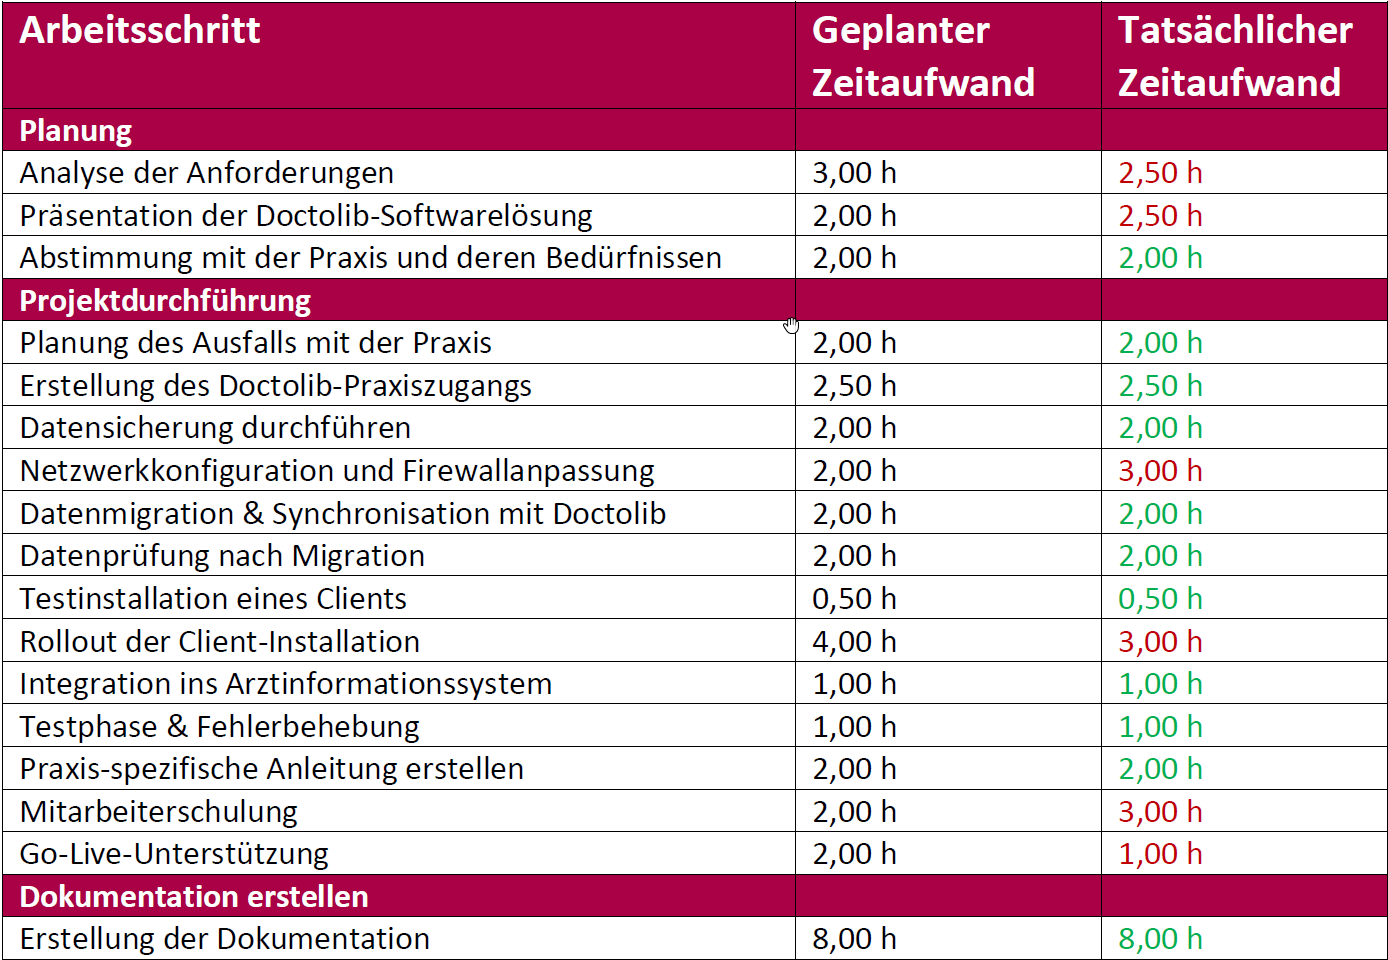 Arbeitsschritt Geplanter Zeitaufwand Tatsächlicher Zeitaufwand
Planung
Analyse der Anforderungen 3,00 h 2,50 h
Präsentation der Doctolib-Softwarelösung 2,00 h 2,50 h
Abstimmung mit der Praxis und deren Bedürfnissen 2,00 h 2,00 h
Projektdurchführung
Planung des Ausfalls mit der Praxis 2,00 h 2,00 h
Erstellung des Doctolib-Praxiszugangs 2,50 h 2,50 h
Datensicherung durchführen 2,00 h 2,00 h
Netzwerkkonfiguration und Firewallanpassung 2,00 h 3,00 h
Datenmigration & Synchronisation mit Doctolib 2,00 h 2,00 h
Datenprüfung nach Migration 2,00 h 2,00 h
Testinstallation eines Clients 0,50 h 0,50 h
Rollout der Client-Installation 4,00 h 3,00 h
Integration ins Arztinformationssystem 1,00 h 1,00 h
Testphase & Fehlerbehebung 1,00 h 1,00 h
Praxis-spezifische Anleitung erstellen 2,00 h 2,00 h
Mitarbeiterschulung 2,00 h 3,00 h
Go-Live-Unterstützung 2,00 h 1,00 h
Dokumentation erstellen
Erstellung der Dokumentation 8,00 h 8,00 h